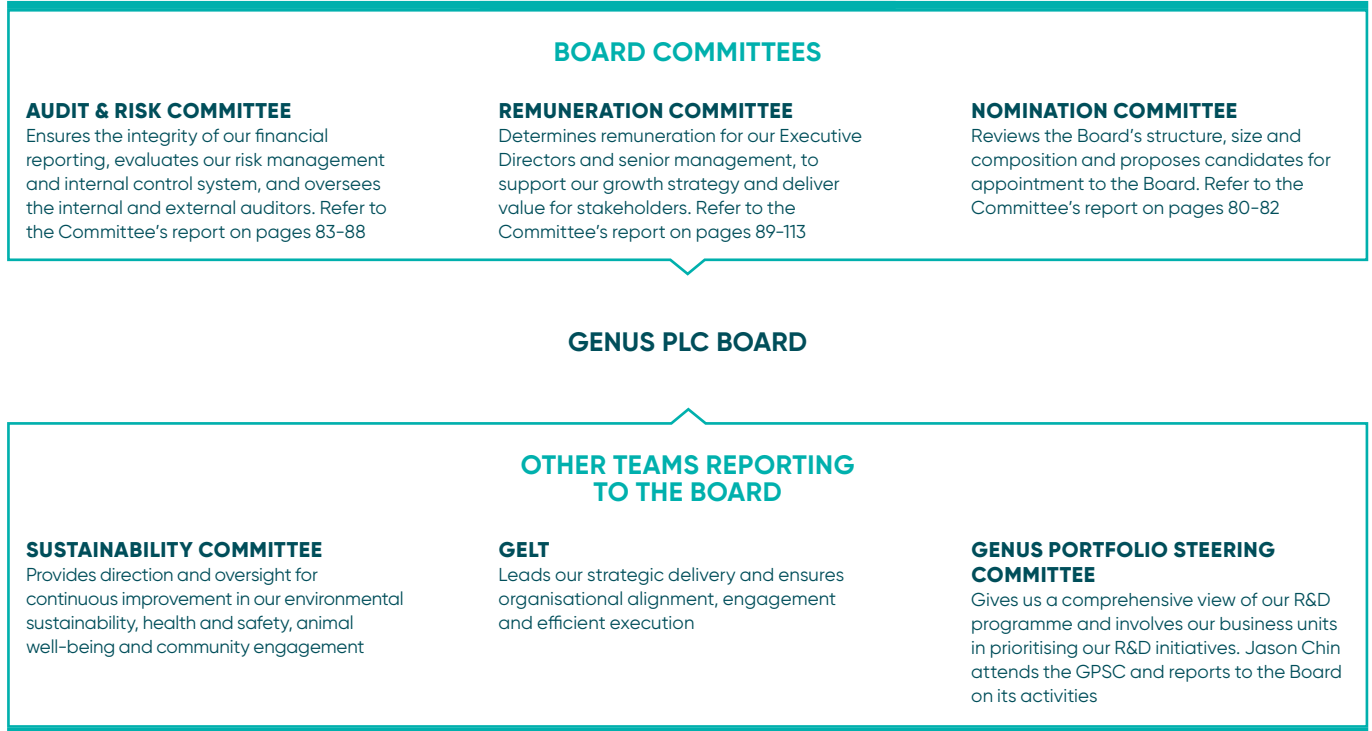 BOARD COMMITTEES
AUDIT & RISK COMMITTEE
Ensures the integrity of our financial
reporting, evaluates our risk management
and internal control system, and oversees
the internal and external auditors. Refer to
the Committee's report on pages 83-88
REMUNERATION COMMITTEE
Determines remuneration for our Executive
Directors and senior management, to
support our growth strategy and deliver
value for stakeholders. Refer to the
Committee's report on pages 89-113
NOMINATION COMMITTEE
Reviews the Board's structure, size and
composition and proposes candidates for
appointment to the Board. Refer to the
Committee's report on pages 80-82
GENUS PLC BOARD
OTHER TEAMS REPORTING
TO THE BOARD
SUSTAINABILITY COMMITTEE
Provides direction and oversight for
continuous improvement in our environmental
sustainability, health and safety, animal
well-being and community engagement
GELT
Leads our strategic delivery and ensures
organisational alignment, engagement
and efficient execution
GENUS PORTFOLIO STEERING
COMMITTEE
Gives us a comprehensive view of our R&D
programme and involves our business units
in prioritising our R&D initiatives. Jason Chin
attends the GPSC and reports to the Board
on its activities